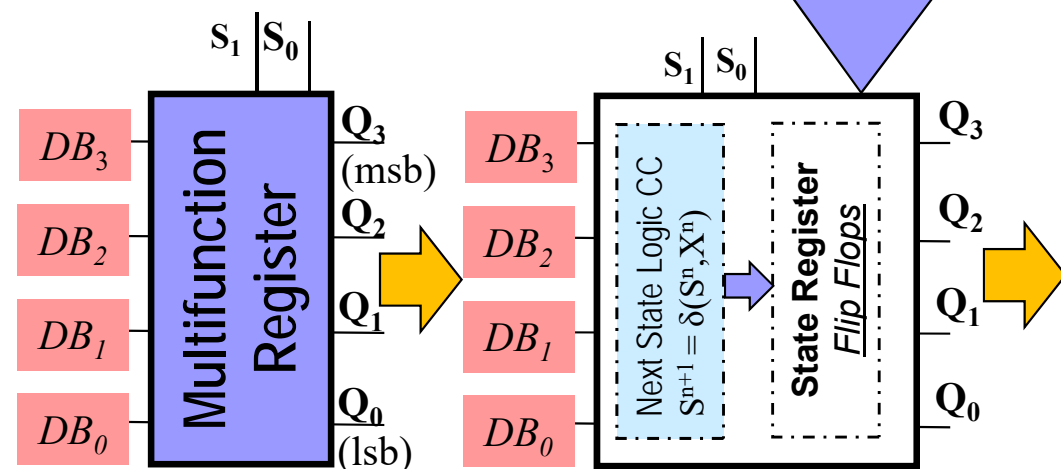 S₁ S₀
DB₃
DB₂
DB₁
DB₀
Multifunction
Register
Q₃
(msb)
Q₂
Q₁
Q₀
(lsb)
S₁ S₀
DB₃
DB₂
DB₁
DB₀
Next State Logic CC
Sⁿ⁺¹ = δ(Sⁿ,Xⁿ)
State Register
Flip Flops
Q₃
Q₂
Q₁
Q₀